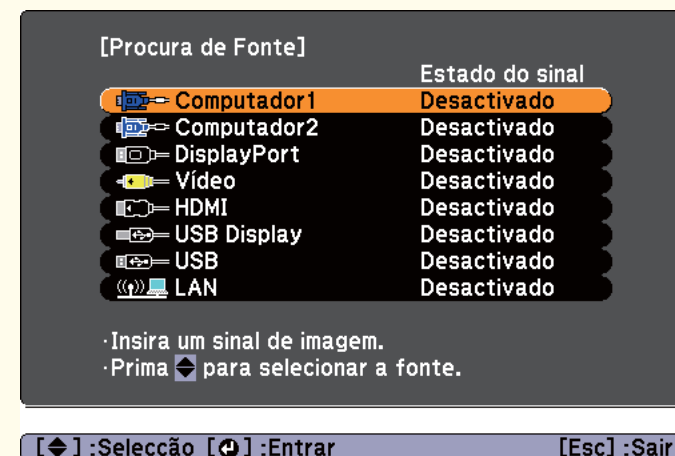 [Procura de Fonte]
Estado do sinal
Computador1 Desactivado
Computador2 Desactivado
DisplayPort Desactivado
Vídeo Desactivado
HDMI Desactivado
USB Display Desactivado
USB Desactivado
LAN Desactivado
·Insira um sinal de imagem.
·Prima para selecionar a fonte.
[ ] :Selecção [ ] :Entrar [Esc] :Sair